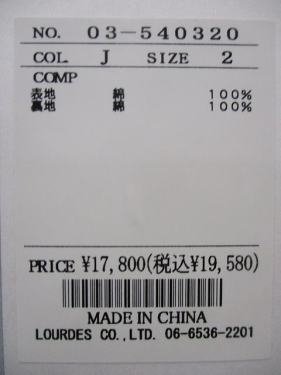 NO. 03-540320
COL. J SIZE 2
COMP
表地 綿 100%
裏地 綿 100%
PRICE ¥17,800(税込¥19,580)
MADE IN CHINA
LOURDES CO.,LTD. 06-6536-2201